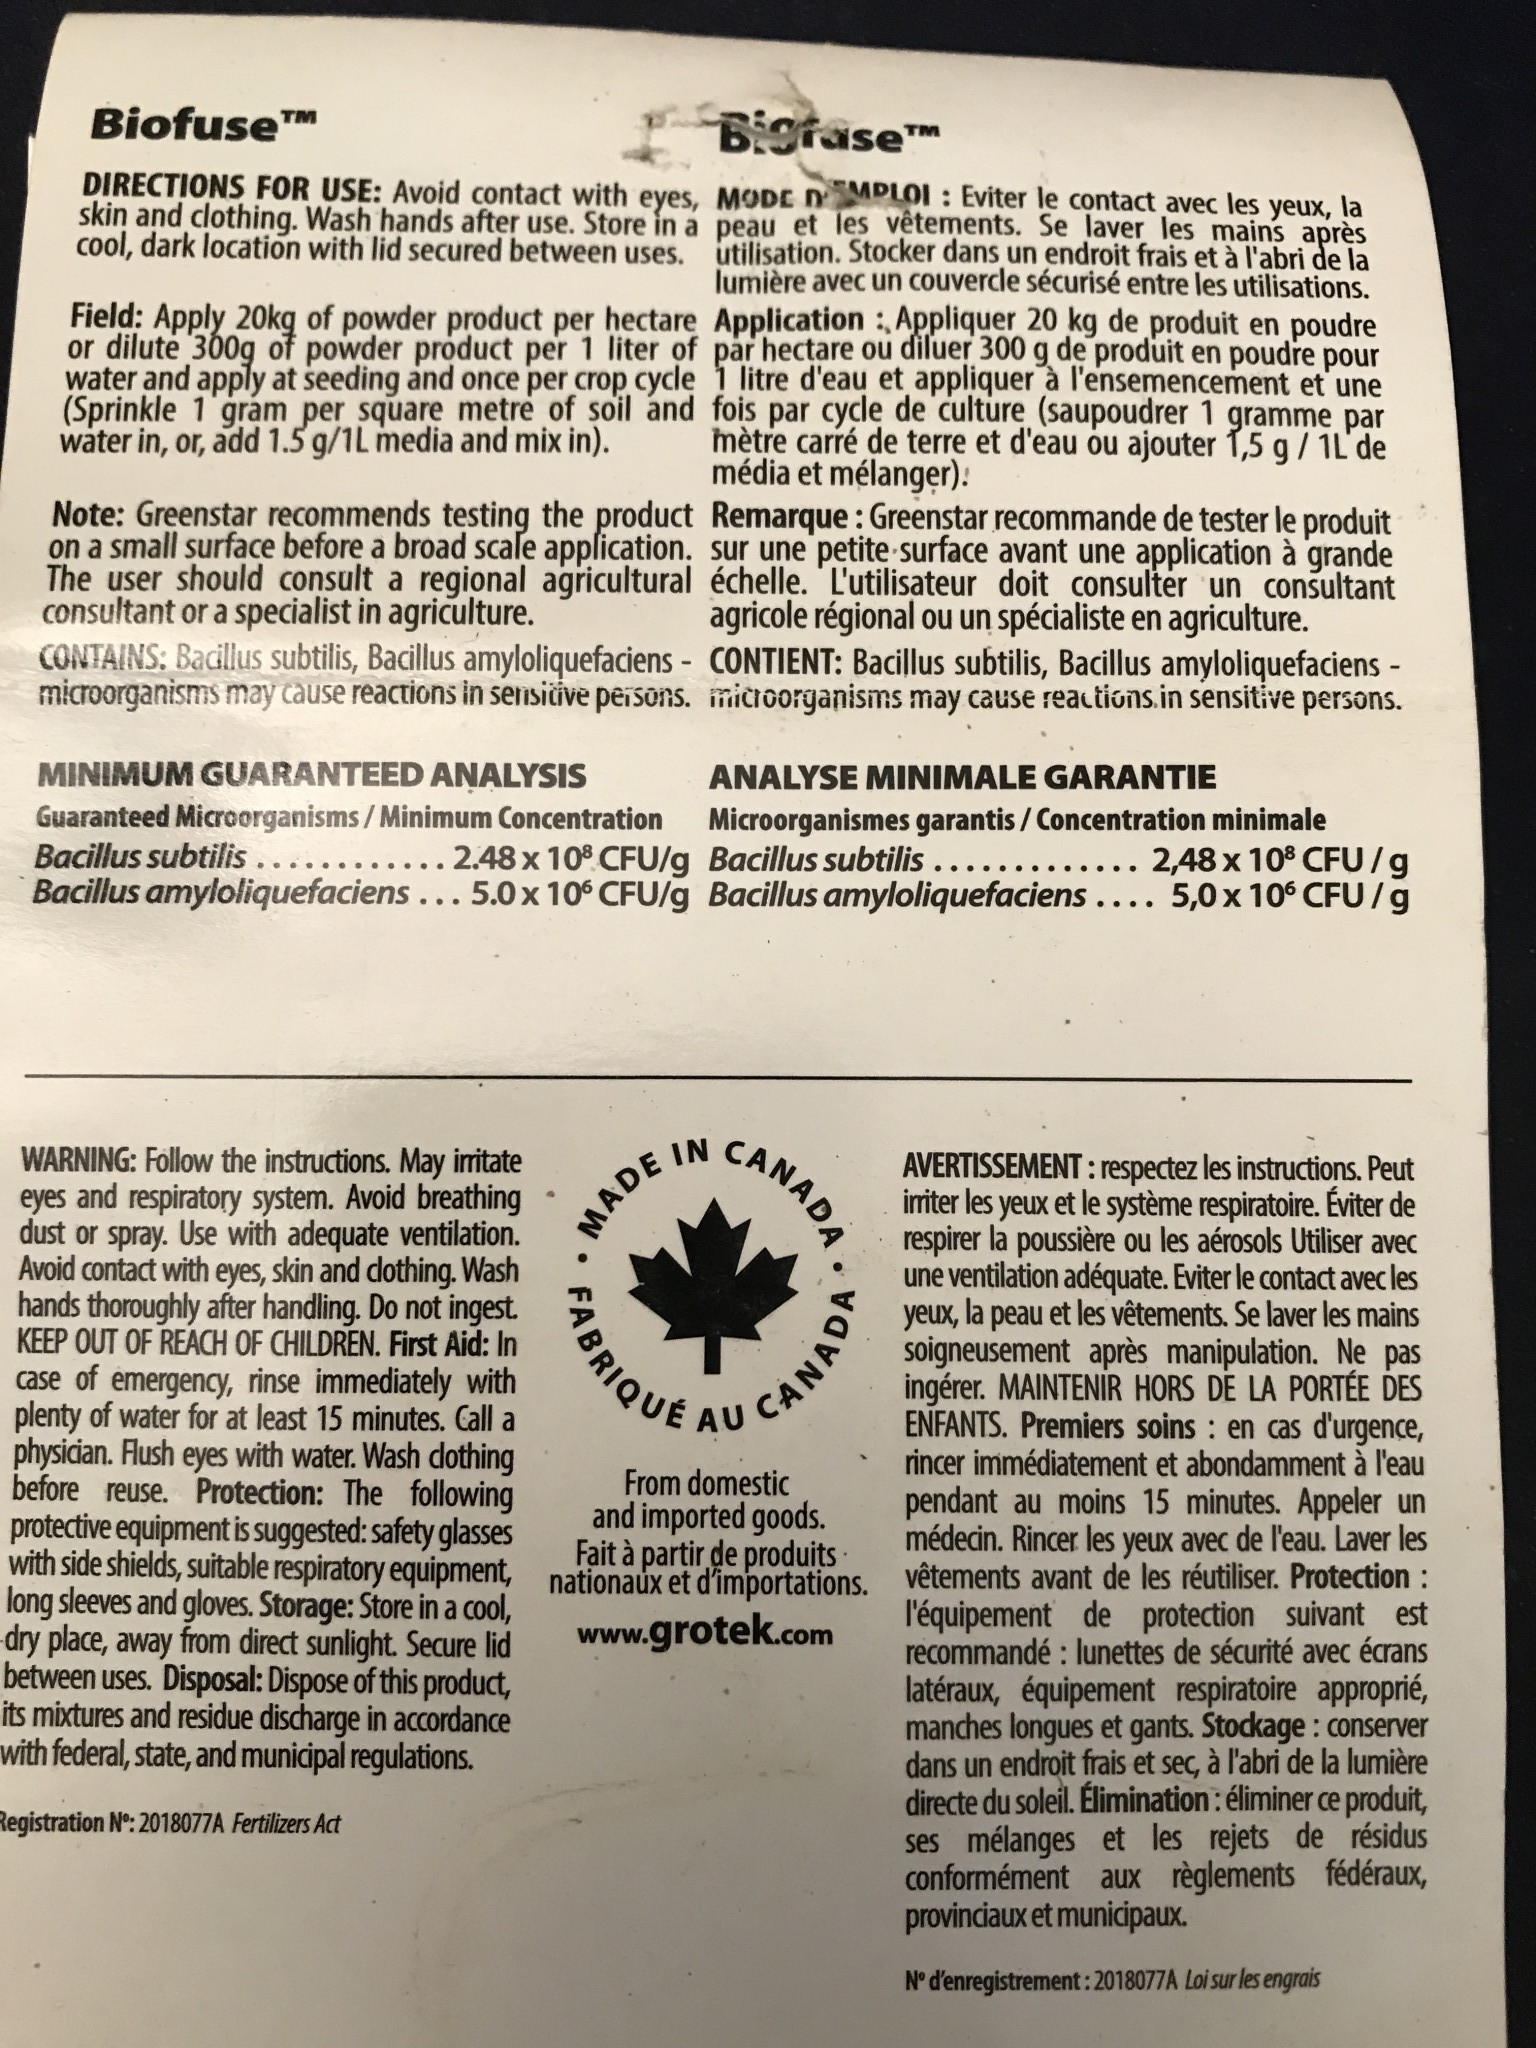 Biofuse™
DIRECTIONS FOR USE: Avoid contact with eyes,
skin and clothing. Wash hands after use. Store in a
cool, dark location with lid secured between uses.
Field: Apply 20kg of powder product per hectare
or dilute 300g of powder product per 1 liter of
water and apply at seeding and once per crop cycle
(Sprinkle 1 gram per square metre of soil and
water in, or, add 1.5 g/1L media and mix in).
Note: Greenstar recommends testing the product
on a small surface before a broad scale application.
The user should consult a regional agricultural
consultant or a specialist in agriculture.
CONTAINS: Bacillus subtilis, Bacillus amyloliquefaciens -
microorganisms may cause reactions in sensitive persons.
MINIMUM GUARANTEED ANALYSIS
Guaranteed Microorganisms / Minimum Concentration
Bacillus subtilis ............ 2.48 x 10⁸ CFU/g
Bacillus amyloliquefaciens ... 5.0 x 10⁶ CFU/g
Biofuse™
MODE D'EMPLOI : Eviter le contact avec les yeux, la
peau et les vêtements. Se laver les mains après
utilisation. Stocker dans un endroit frais et à l'abri de la
lumière avec un couvercle sécurisé entre les utilisations.
Application : Appliquer 20 kg de produit en poudre
par hectare ou diluer 300 g de produit en poudre pour
1 litre d'eau et appliquer à l'ensemencement et une
fois par cycle de culture (saupoudrer 1 gramme par
mètre carré de terre et d'eau ou ajouter 1,5 g / 1L de
média et mélanger).
Remarque : Greenstar recommande de tester le produit
sur une petite surface avant une application à grande
échelle. L'utilisateur doit consulter un consultant
agricole régional ou un spécialiste en agriculture.
CONTIENT: Bacillus subtilis, Bacillus amyloliquefaciens -
microorganisms may cause reactions in sensitive persons.
ANALYSE MINIMALE GARANTIE
Microorganismes garantis / Concentration minimale
Bacillus subtilis ............. 2,48 x 10⁸ CFU / g
Bacillus amyloliquefaciens .... 5,0 x 10⁶ CFU / g
WARNING: Follow the instructions. May irritate
eyes and respiratory system. Avoid breathing
dust or spray. Use with adequate ventilation.
Avoid contact with eyes, skin and clothing. Wash
hands thoroughly after handling. Do not ingest.
KEEP OUT OF REACH OF CHILDREN. First Aid: In
case of emergency, rinse immediately with
plenty of water for at least 15 minutes. Call a
physician. Flush eyes with water. Wash clothing
before reuse. Protection: The following
protective equipment is suggested: safety glasses
with side shields, suitable respiratory equipment,
long sleeves and gloves. Storage: Store in a cool,
dry place, away from direct sunlight. Secure lid
between uses. Disposal: Dispose of this product,
its mixtures and residue discharge in accordance
with federal, state, and municipal regulations.
Registration Nº: 2018077A Fertilizers Act
• MADE IN CANADA •
FABRIQUÉ AU CANADA
From domestic
and imported goods.
Fait à partir de produits
nationaux et d'importations.
www.grotek.com
AVERTISSEMENT : respectez les instructions. Peut
irriter les yeux et le système respiratoire. Éviter de
respirer la poussière ou les aérosols Utiliser avec
une ventilation adéquate. Eviter le contact avec les
yeux, la peau et les vêtements. Se laver les mains
soigneusement après manipulation. Ne pas
ingérer. MAINTENIR HORS DE LA PORTÉE DES
ENFANTS. Premiers soins : en cas d'urgence,
rincer immédiatement et abondamment à l'eau
pendant au moins 15 minutes. Appeler un
médecin. Rincer les yeux avec de l'eau. Laver les
vêtements avant de les réutiliser. Protection :
l'équipement de protection suivant est
recommandé : lunettes de sécurité avec écrans
latéraux, équipement respiratoire approprié,
manches longues et gants. Stockage : conserver
dans un endroit frais et sec, à l'abri de la lumière
directe du soleil. Élimination : éliminer ce produit,
ses mélanges et les rejets de résidus
conformément aux règlements fédéraux,
provinciaux et municipaux.
Nº d'enregistrement : 2018077A Loi sur les engrais